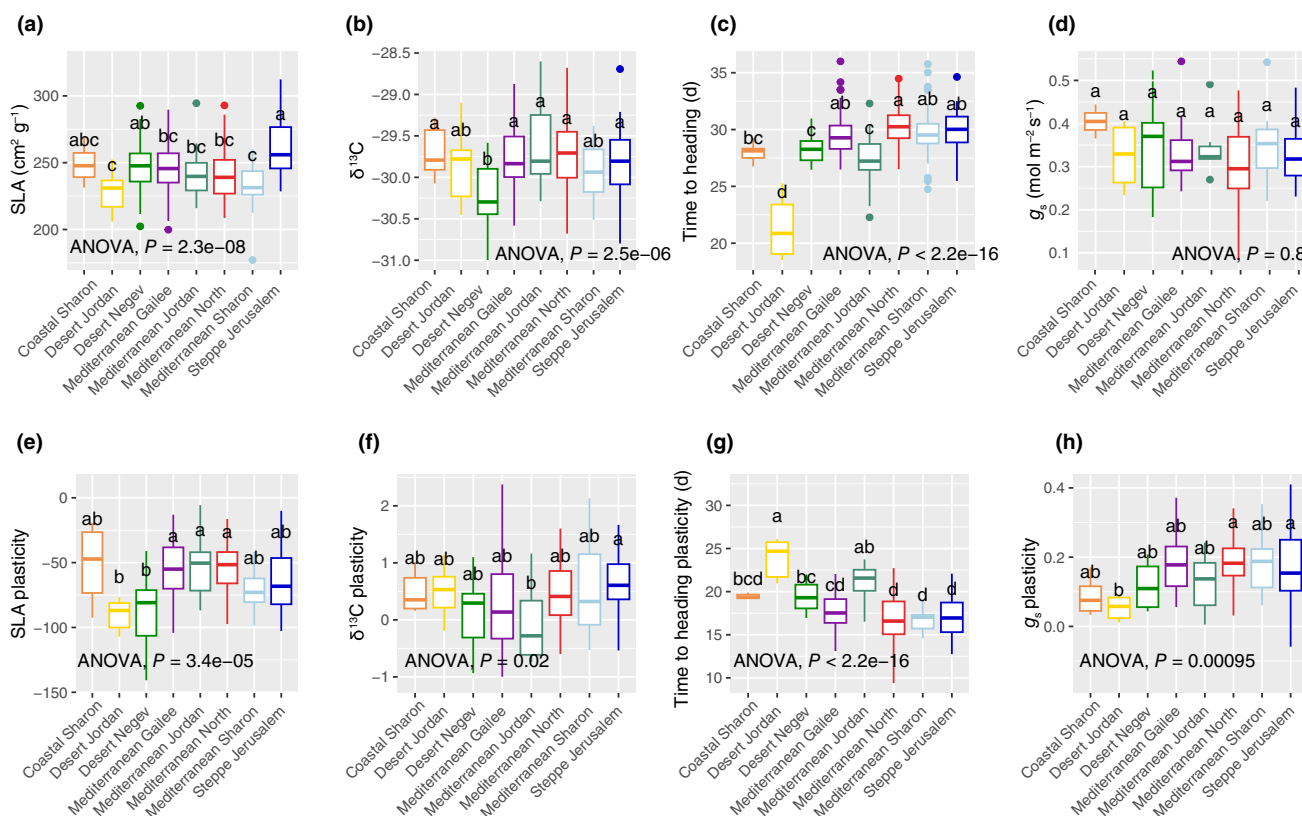 (a)
SLA (cm² g⁻¹)
300
250
200
abc
c
ab
bc
bc
bc
c
a
ANOVA, P = 2.3e−08
Coastal Sharon
Desert Jordan
Desert Negev
Mediterranean Gailee
Mediterranean Jordan
Mediterranean North
Mediterranean Sharon
Steppe Jerusalem
(b)
δ¹³C
−28.5
−29.0
−29.5
−30.0
−30.5
−31.0
a
ab
b
a
a
a
ab
a
ANOVA, P = 2.5e−06
Coastal Sharon
Desert Jordan
Desert Negev
Mediterranean Gailee
Mediterranean Jordan
Mediterranean North
Mediterranean Sharon
Steppe Jerusalem
(c)
Time to heading (d)
35
30
25
20
bc
d
c
ab
c
a
ab
ab
ANOVA, P < 2.2e−16
Coastal Sharon
Desert Jordan
Desert Negev
Mediterranean Gailee
Mediterranean Jordan
Mediterranean North
Mediterranean Sharon
Steppe Jerusalem
(d)
gs (mol m⁻² s⁻¹)
0.5
0.4
0.3
0.2
0.1
a
a
a
a
a
a
a
a
ANOVA, P = 0.8
Coastal Sharon
Desert Jordan
Desert Negev
Mediterranean Gailee
Mediterranean Jordan
Mediterranean North
Mediterranean Sharon
Steppe Jerusalem
(e)
SLA plasticity
0
−50
−100
−150
ab
b
b
a
a
a
ab
ab
ANOVA, P = 3.4e−05
Coastal Sharon
Desert Jordan
Desert Negev
Mediterranean Gailee
Mediterranean Jordan
Mediterranean North
Mediterranean Sharon
Steppe Jerusalem
(f)
δ¹³C plasticity
2
1
0
−1
ab
ab
ab
ab
b
ab
ab
a
ANOVA, P = 0.02
Coastal Sharon
Desert Jordan
Desert Negev
Mediterranean Gailee
Mediterranean Jordan
Mediterranean North
Mediterranean Sharon
Steppe Jerusalem
(g)
Time to heading plasticity (d)
30
25
20
15
10
bcd
a
bc
cd
ab
d
d
d
ANOVA, P < 2.2e−16
Coastal Sharon
Desert Jordan
Desert Negev
Mediterranean Gailee
Mediterranean Jordan
Mediterranean North
Mediterranean Sharon
Steppe Jerusalem
(h)
gs plasticity
0.4
0.2
0.0
ab
b
ab
ab
ab
a
ab
a
ANOVA, P = 0.00095
Coastal Sharon
Desert Jordan
Desert Negev
Mediterranean Gailee
Mediterranean Jordan
Mediterranean North
Mediterranean Sharon
Steppe Jerusalem